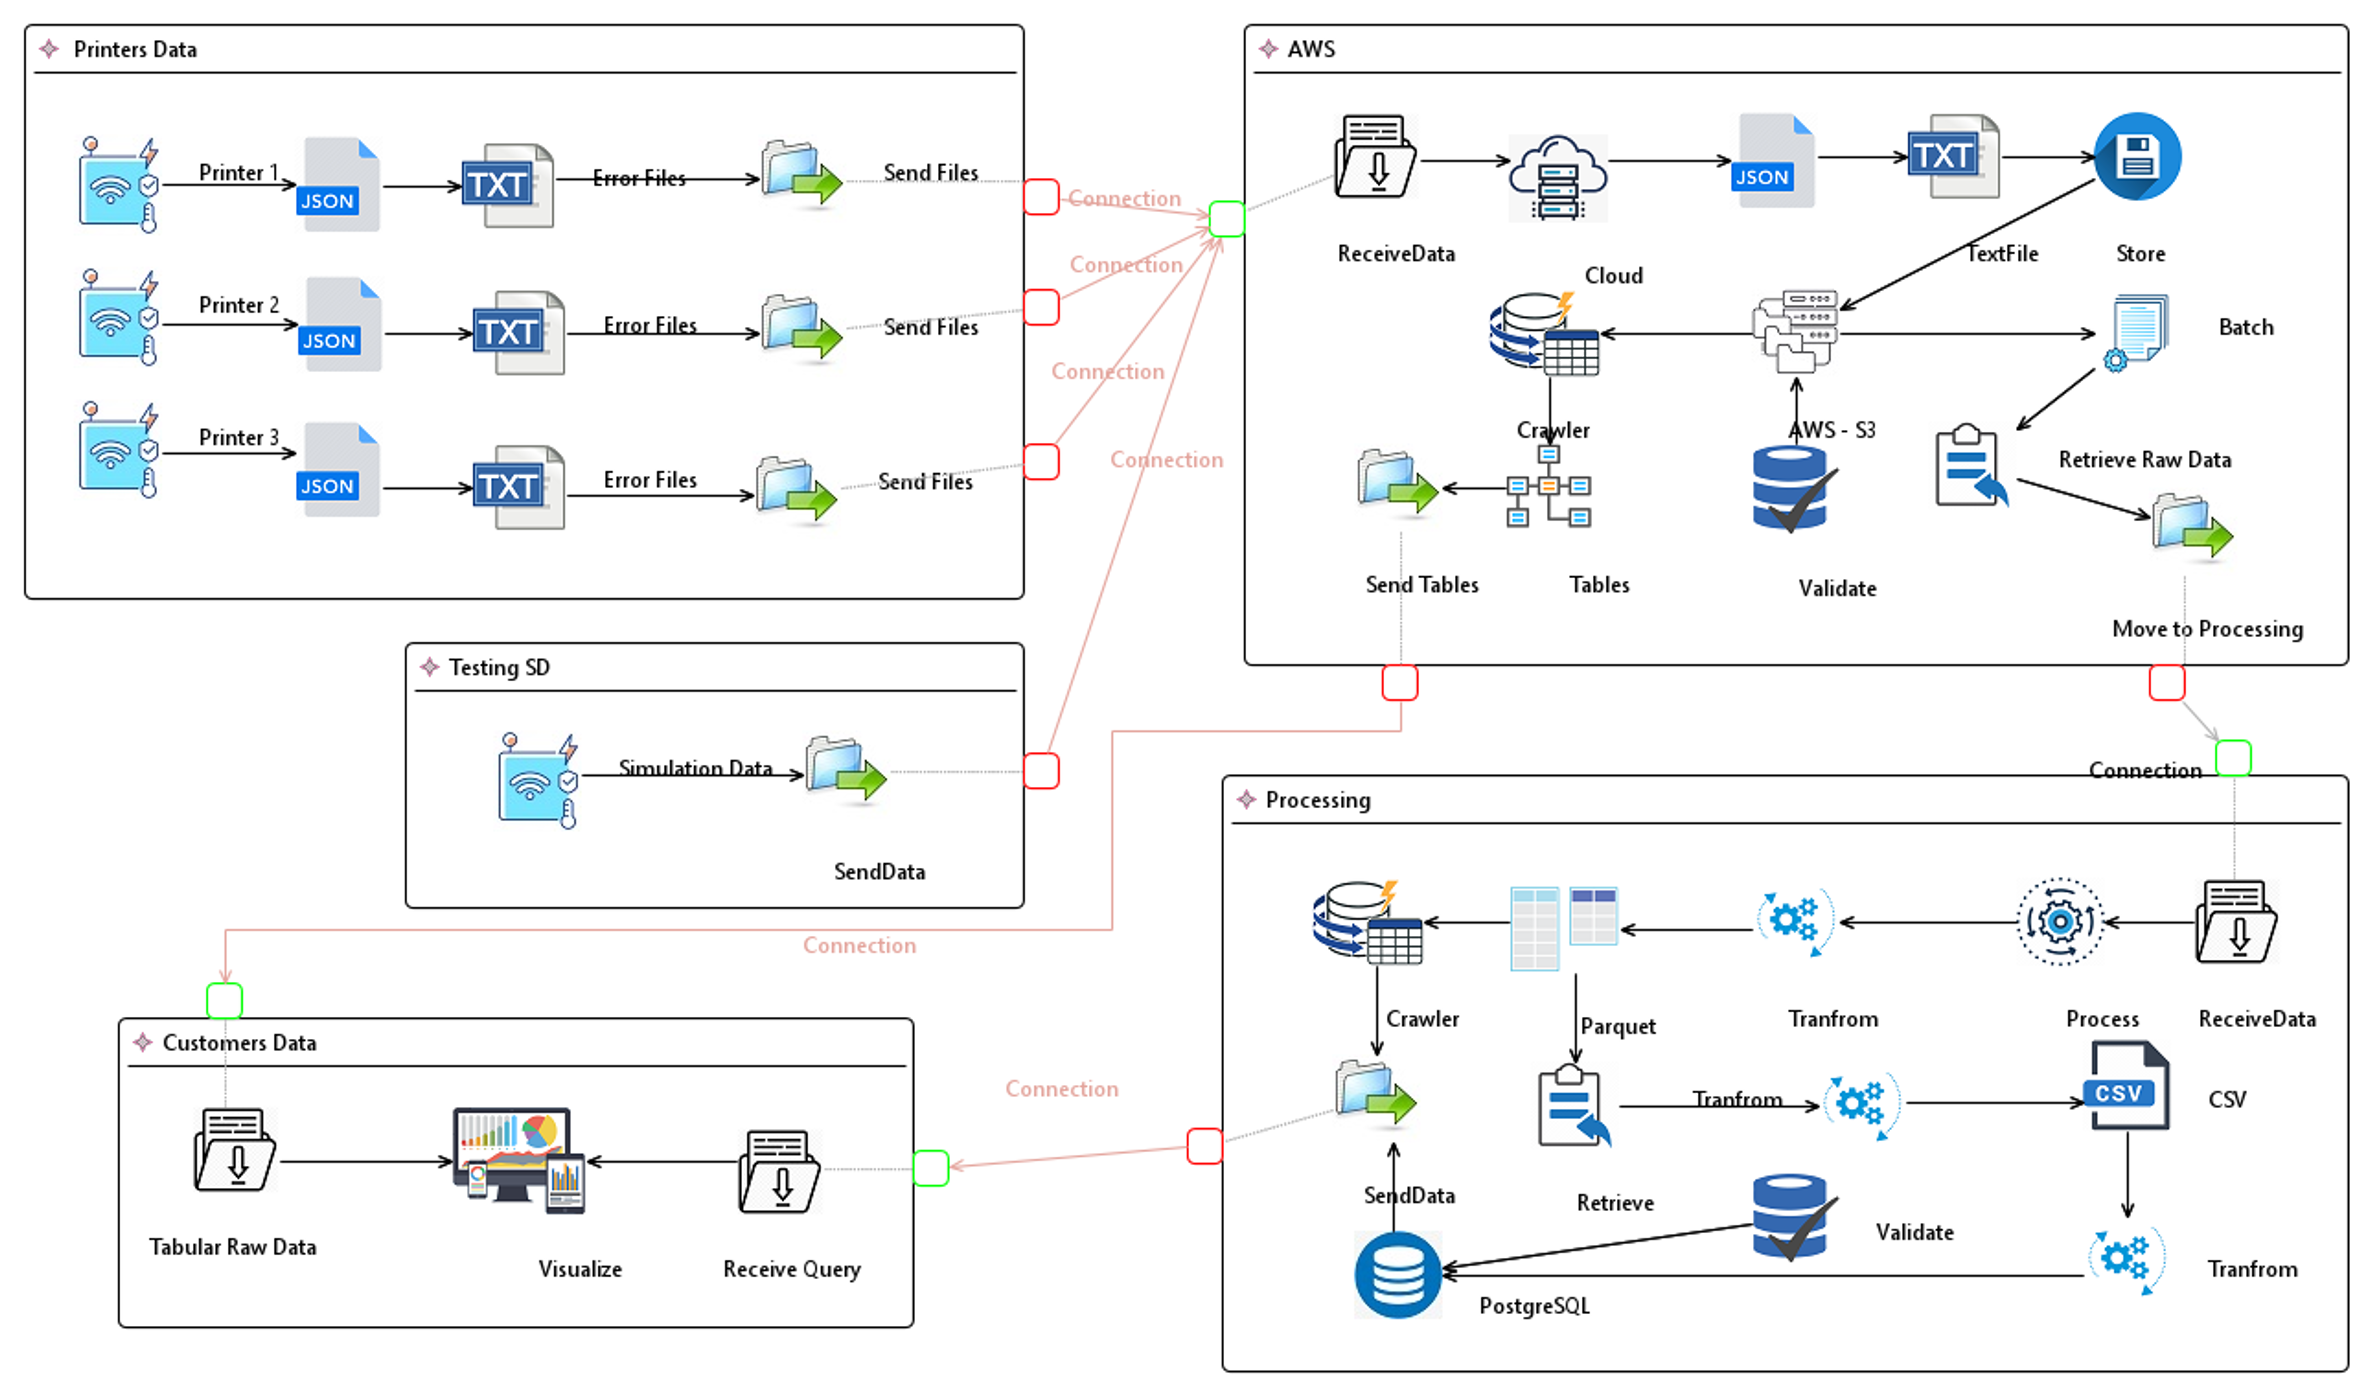 Printers Data
Printer 1
JSON
TXT
Error Files
Send Files
Printer 2
JSON
TXT
Error Files
Send Files
Printer 3
JSON
TXT
Error Files
Send Files
Connection
Connection
Connection
Connection
AWS
JSON
TXT
ReceiveData
Cloud
TextFile
Store
Batch
Crawler
AWS - S3
Retrieve Raw Data
Send Tables
Tables
Validate
Move to Processing
Testing SD
Simulation Data
SendData
Connection
Connection
Processing
Crawler
Parquet
Tranfrom
Process
ReceiveData
Tranfrom
CSV
CSV
SendData
Retrieve
Validate
Tranfrom
PostgreSQL
Connection
Customers Data
Tabular Raw Data
Visualize
Receive Query